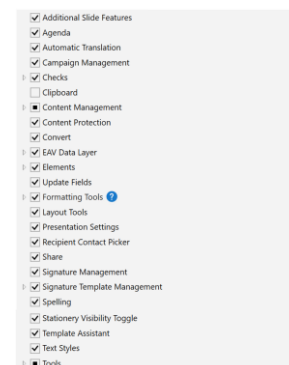 Additional Slide Features
Agenda
Automatic Translation
Campaign Management
Checks
Clipboard
Content Management
Content Protection
Convert
EAV Data Layer
Elements
Update Fields
Formatting Tools ?
Layout Tools
Presentation Settings
Recipient Contact Picker
Share
Signature Management
Signature Template Management
Spelling
Stationery Visibility Toggle
Template Assistant
Text Styles
Tools